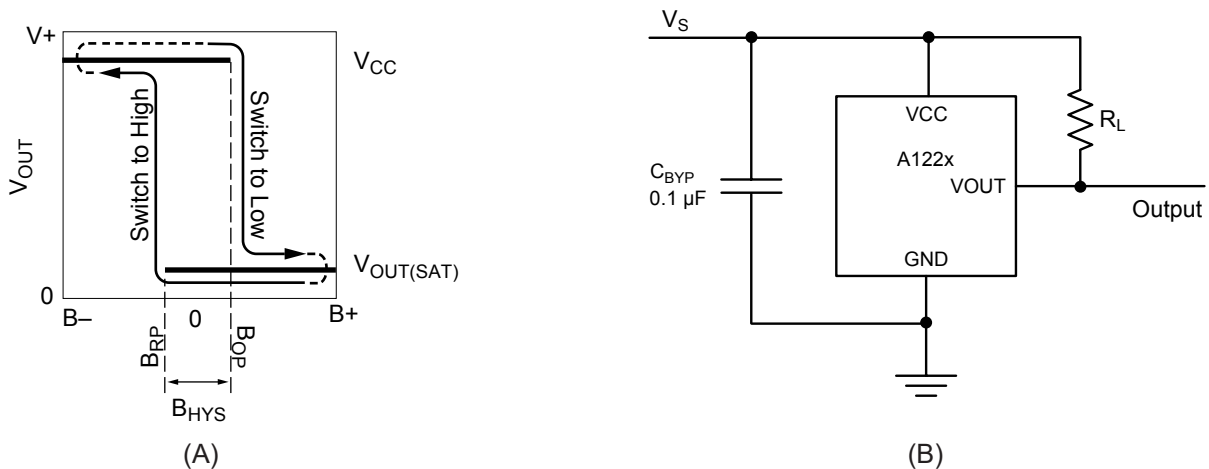 V+
VCC
Switch to High
Switch to Low
VOUT
VOUT(SAT)
0
B–
0
B+
BRP
BOP
BHYS
(A)
VS
VCC
A122x
VOUT
GND
CBYP
0.1 µF
RL
Output
(B)